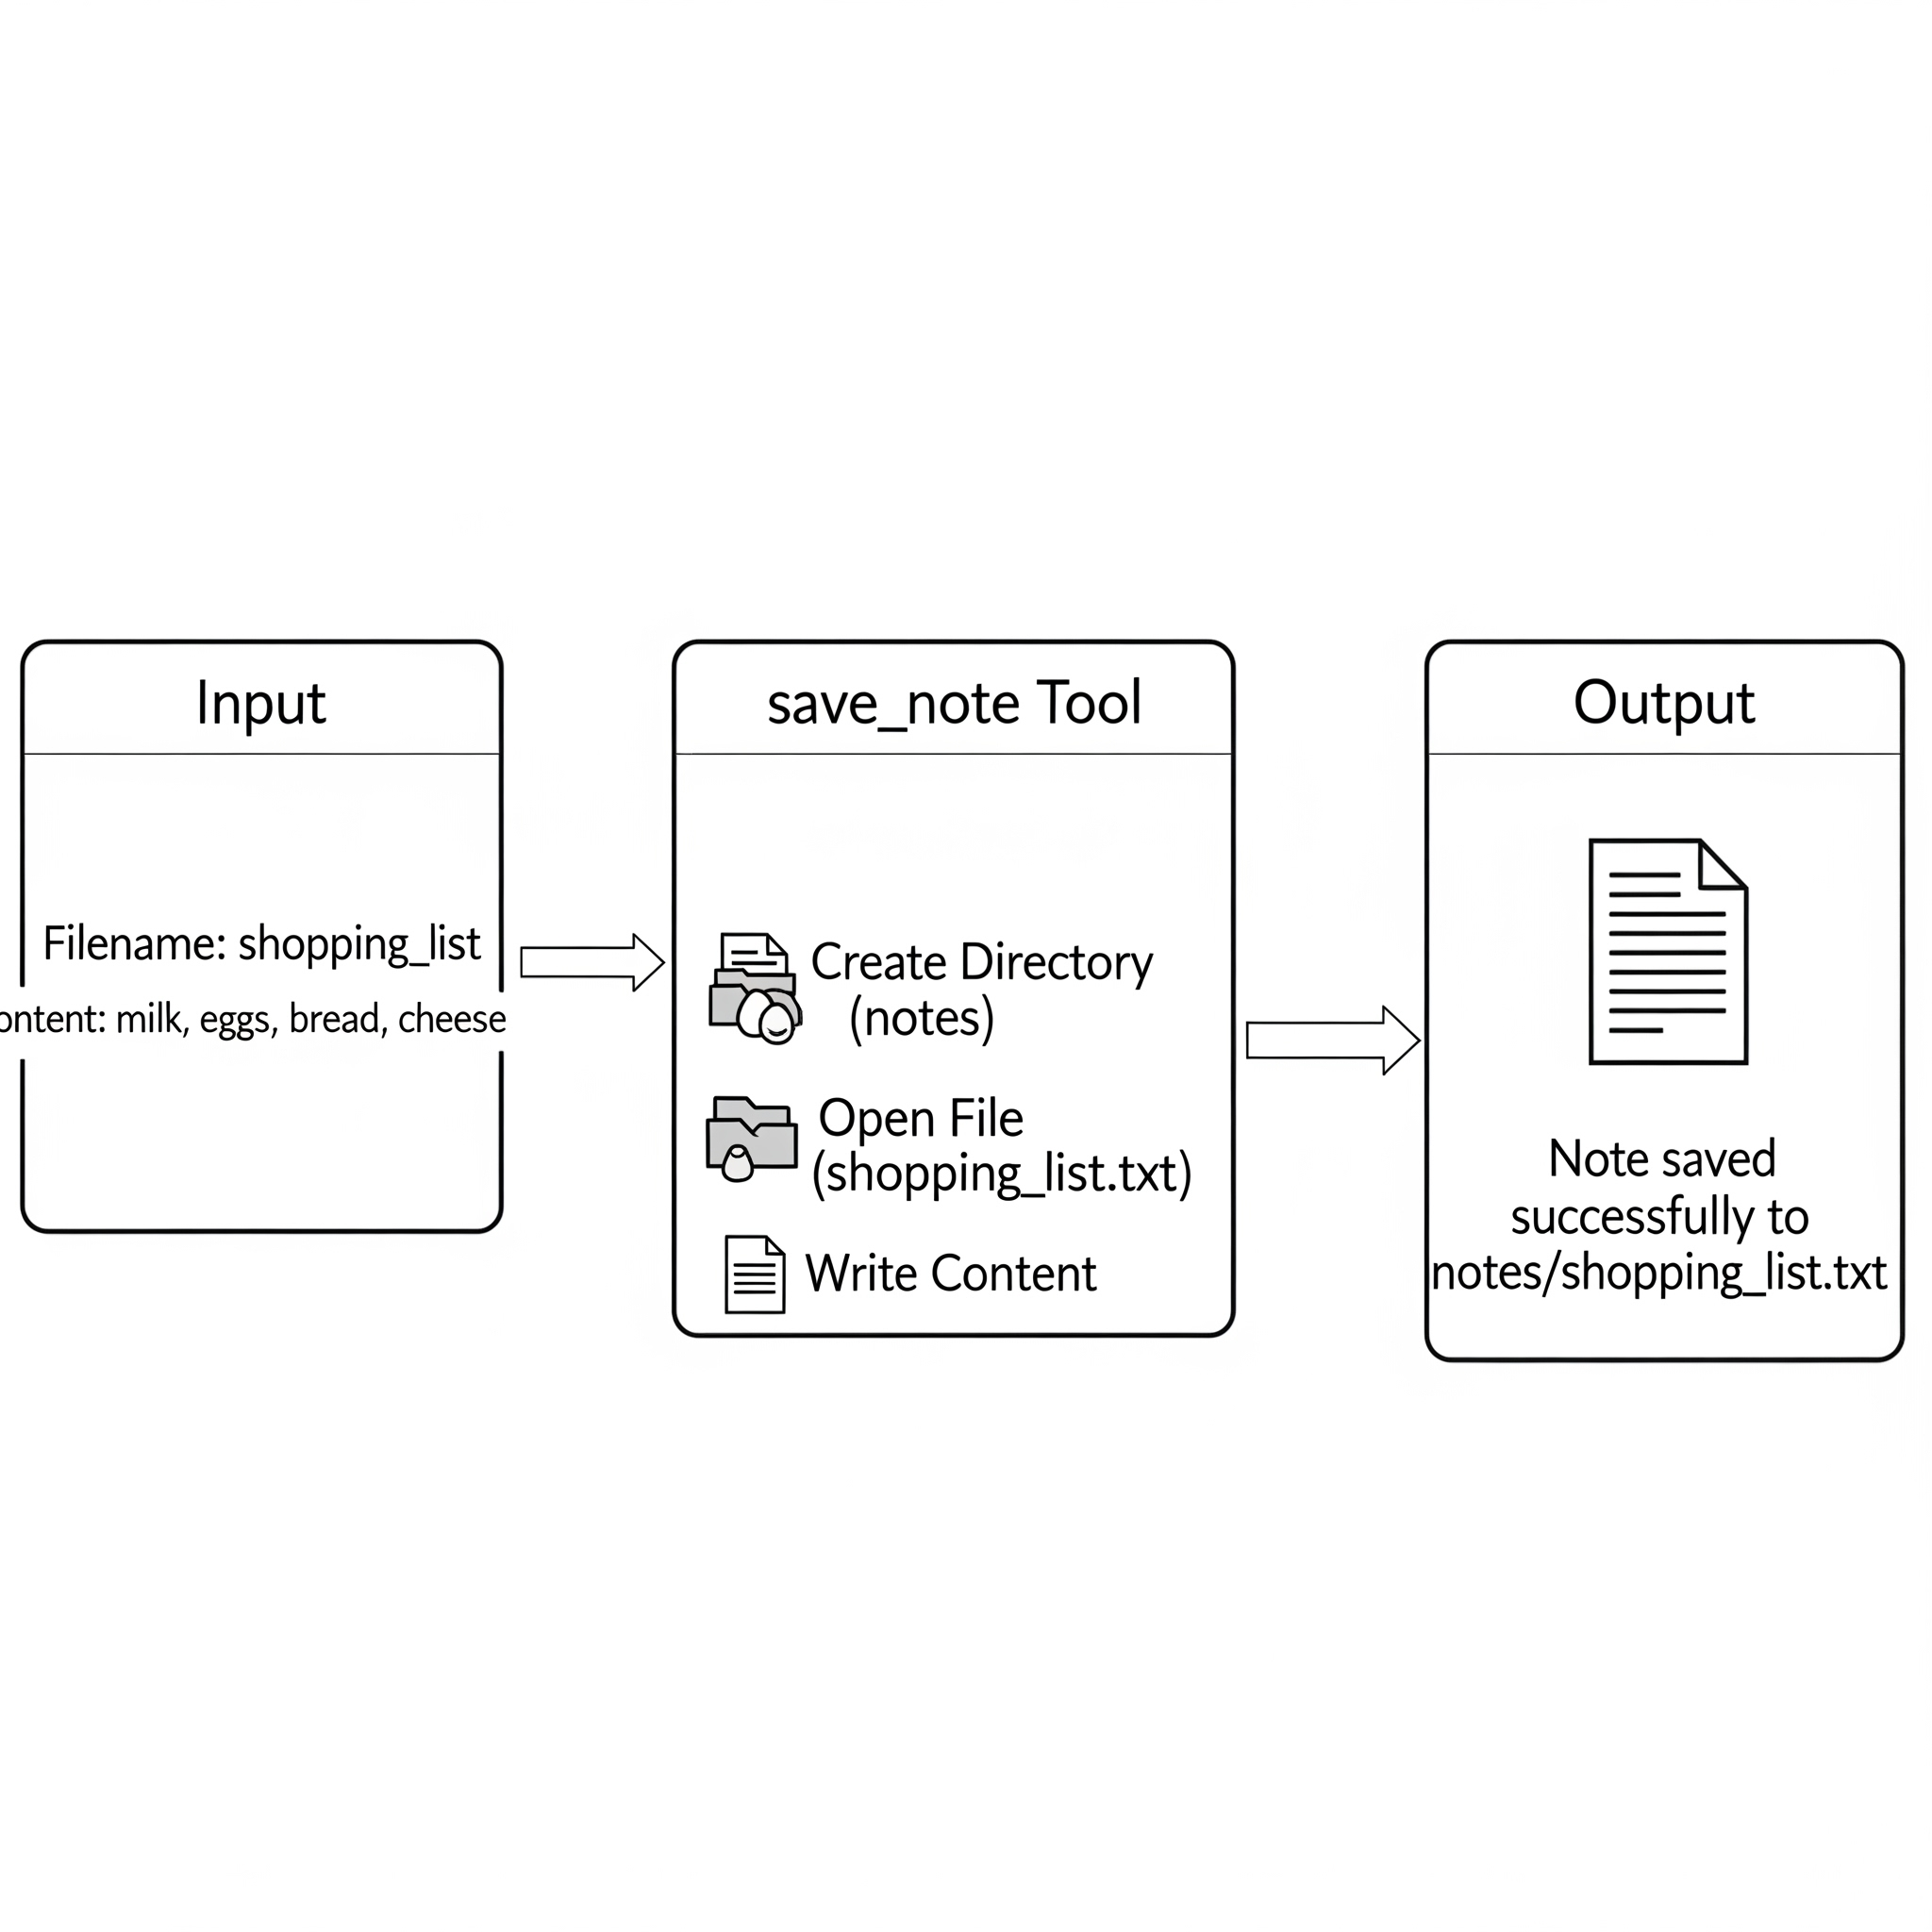 Input
Filename: shopping_list
ontent: milk, eggs, bread, cheese
save_note Tool
Create Directory
(notes)
Open File
(shopping_list.txt)
Write Content
Output
Note saved
successfully to
notes/shopping_list.txt